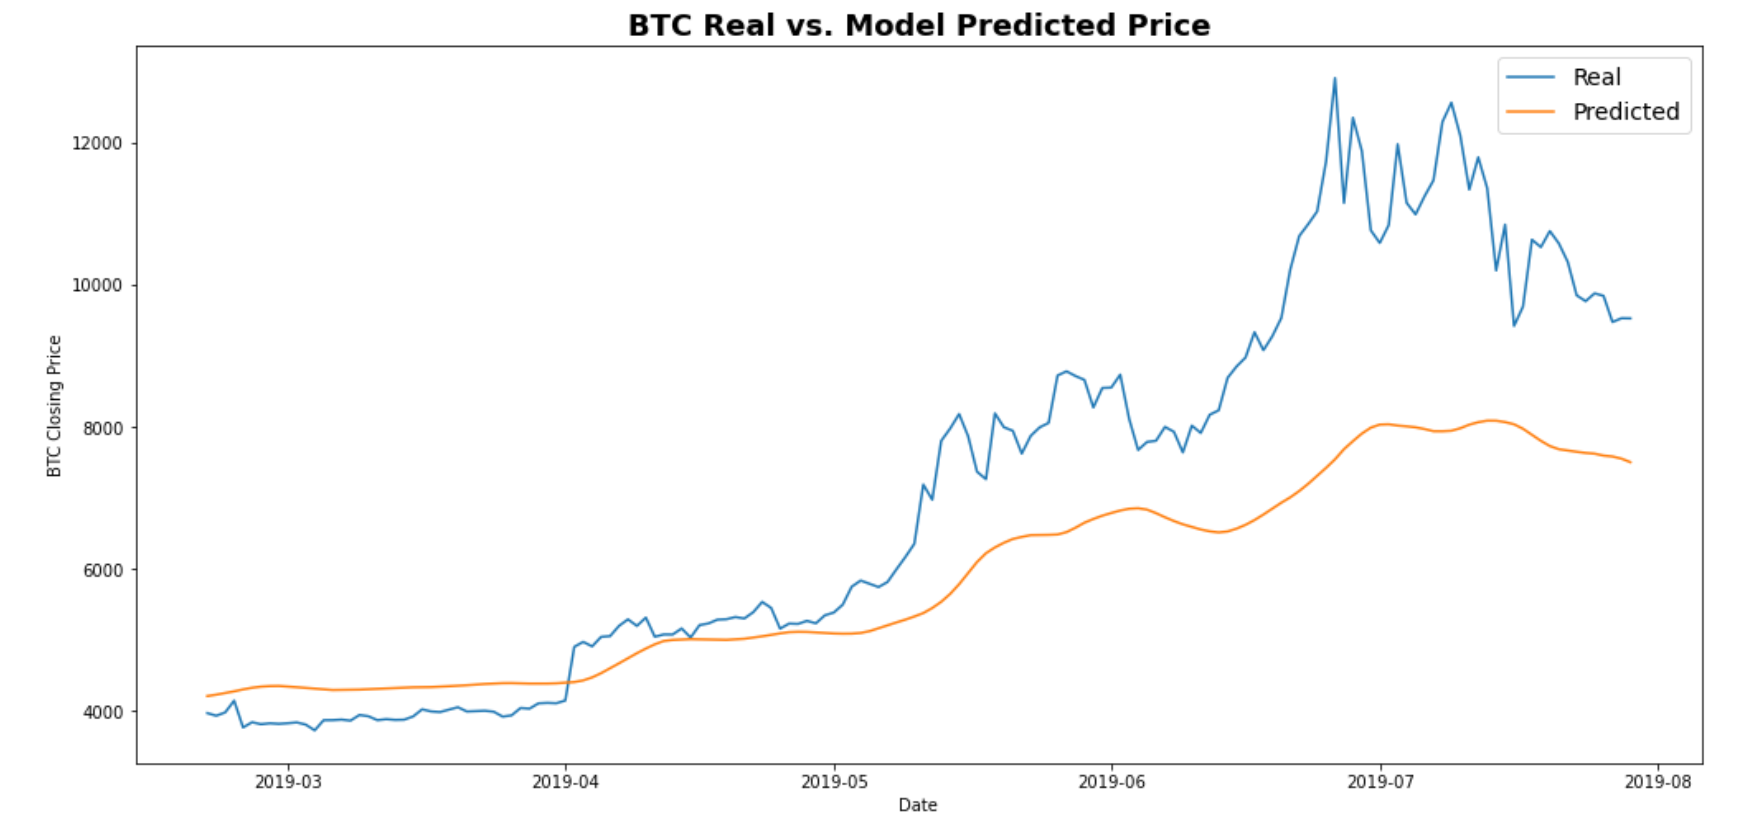 BTC Real vs. Model Predicted Price
Real
Predicted
12000
10000
8000
6000
4000
BTC Closing Price
2019-03
2019-04
2019-05
2019-06
2019-07
2019-08
Date